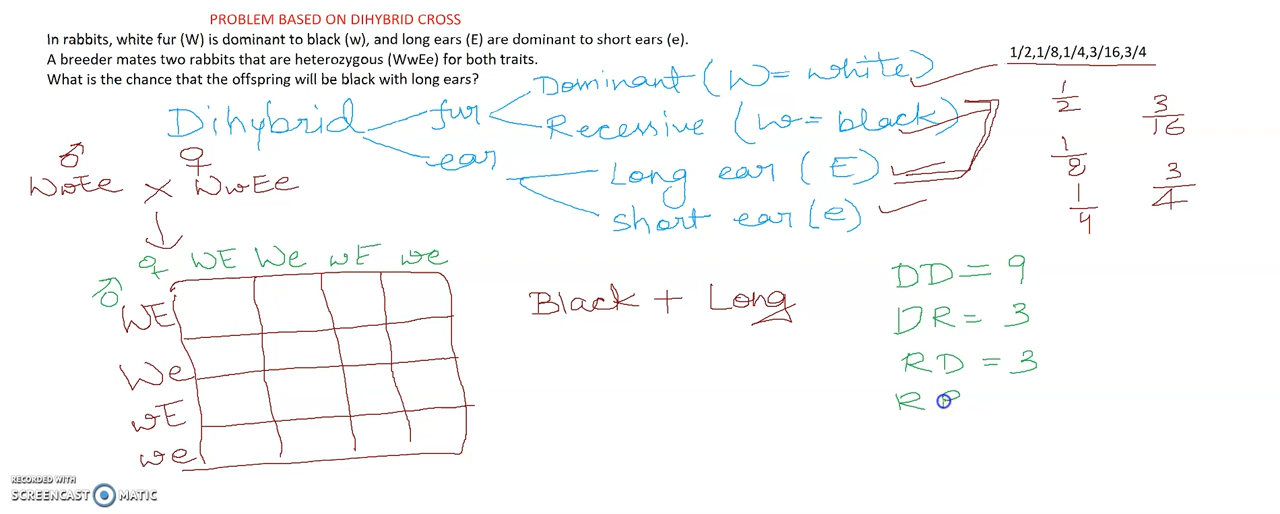 PROBLEM BASED ON DIHYBRID CROSS
In rabbits, white fur (W) is dominant to black (w), and long ears (E) are dominant to short ears (e).
A breeder mates two rabbits that are heterozygous (WwEe) for both traits.
What is the chance that the offspring will be black with long ears?
1/2,1/8,1/4,3/16,3/4
Dihybrid
fur
Dominant (W= white)
Recessive (w= black)
ear
Long ear (E)
Short ear (e)
1/2
3/16
1/8
3/4
1/4
♂ ♀
WwEe × WwEe
♀ WE We wE we
♂
WE
We
wE
we
Black + Long
DD = 9
DR = 3
RD = 3
R
RECORDED WITH
SCREENCAST MATIC